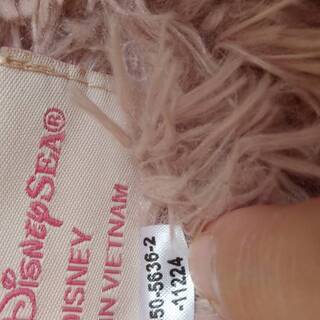 DISNEYSEA®
DISNEY
IN VIETNAM
50-5636-2
-11224